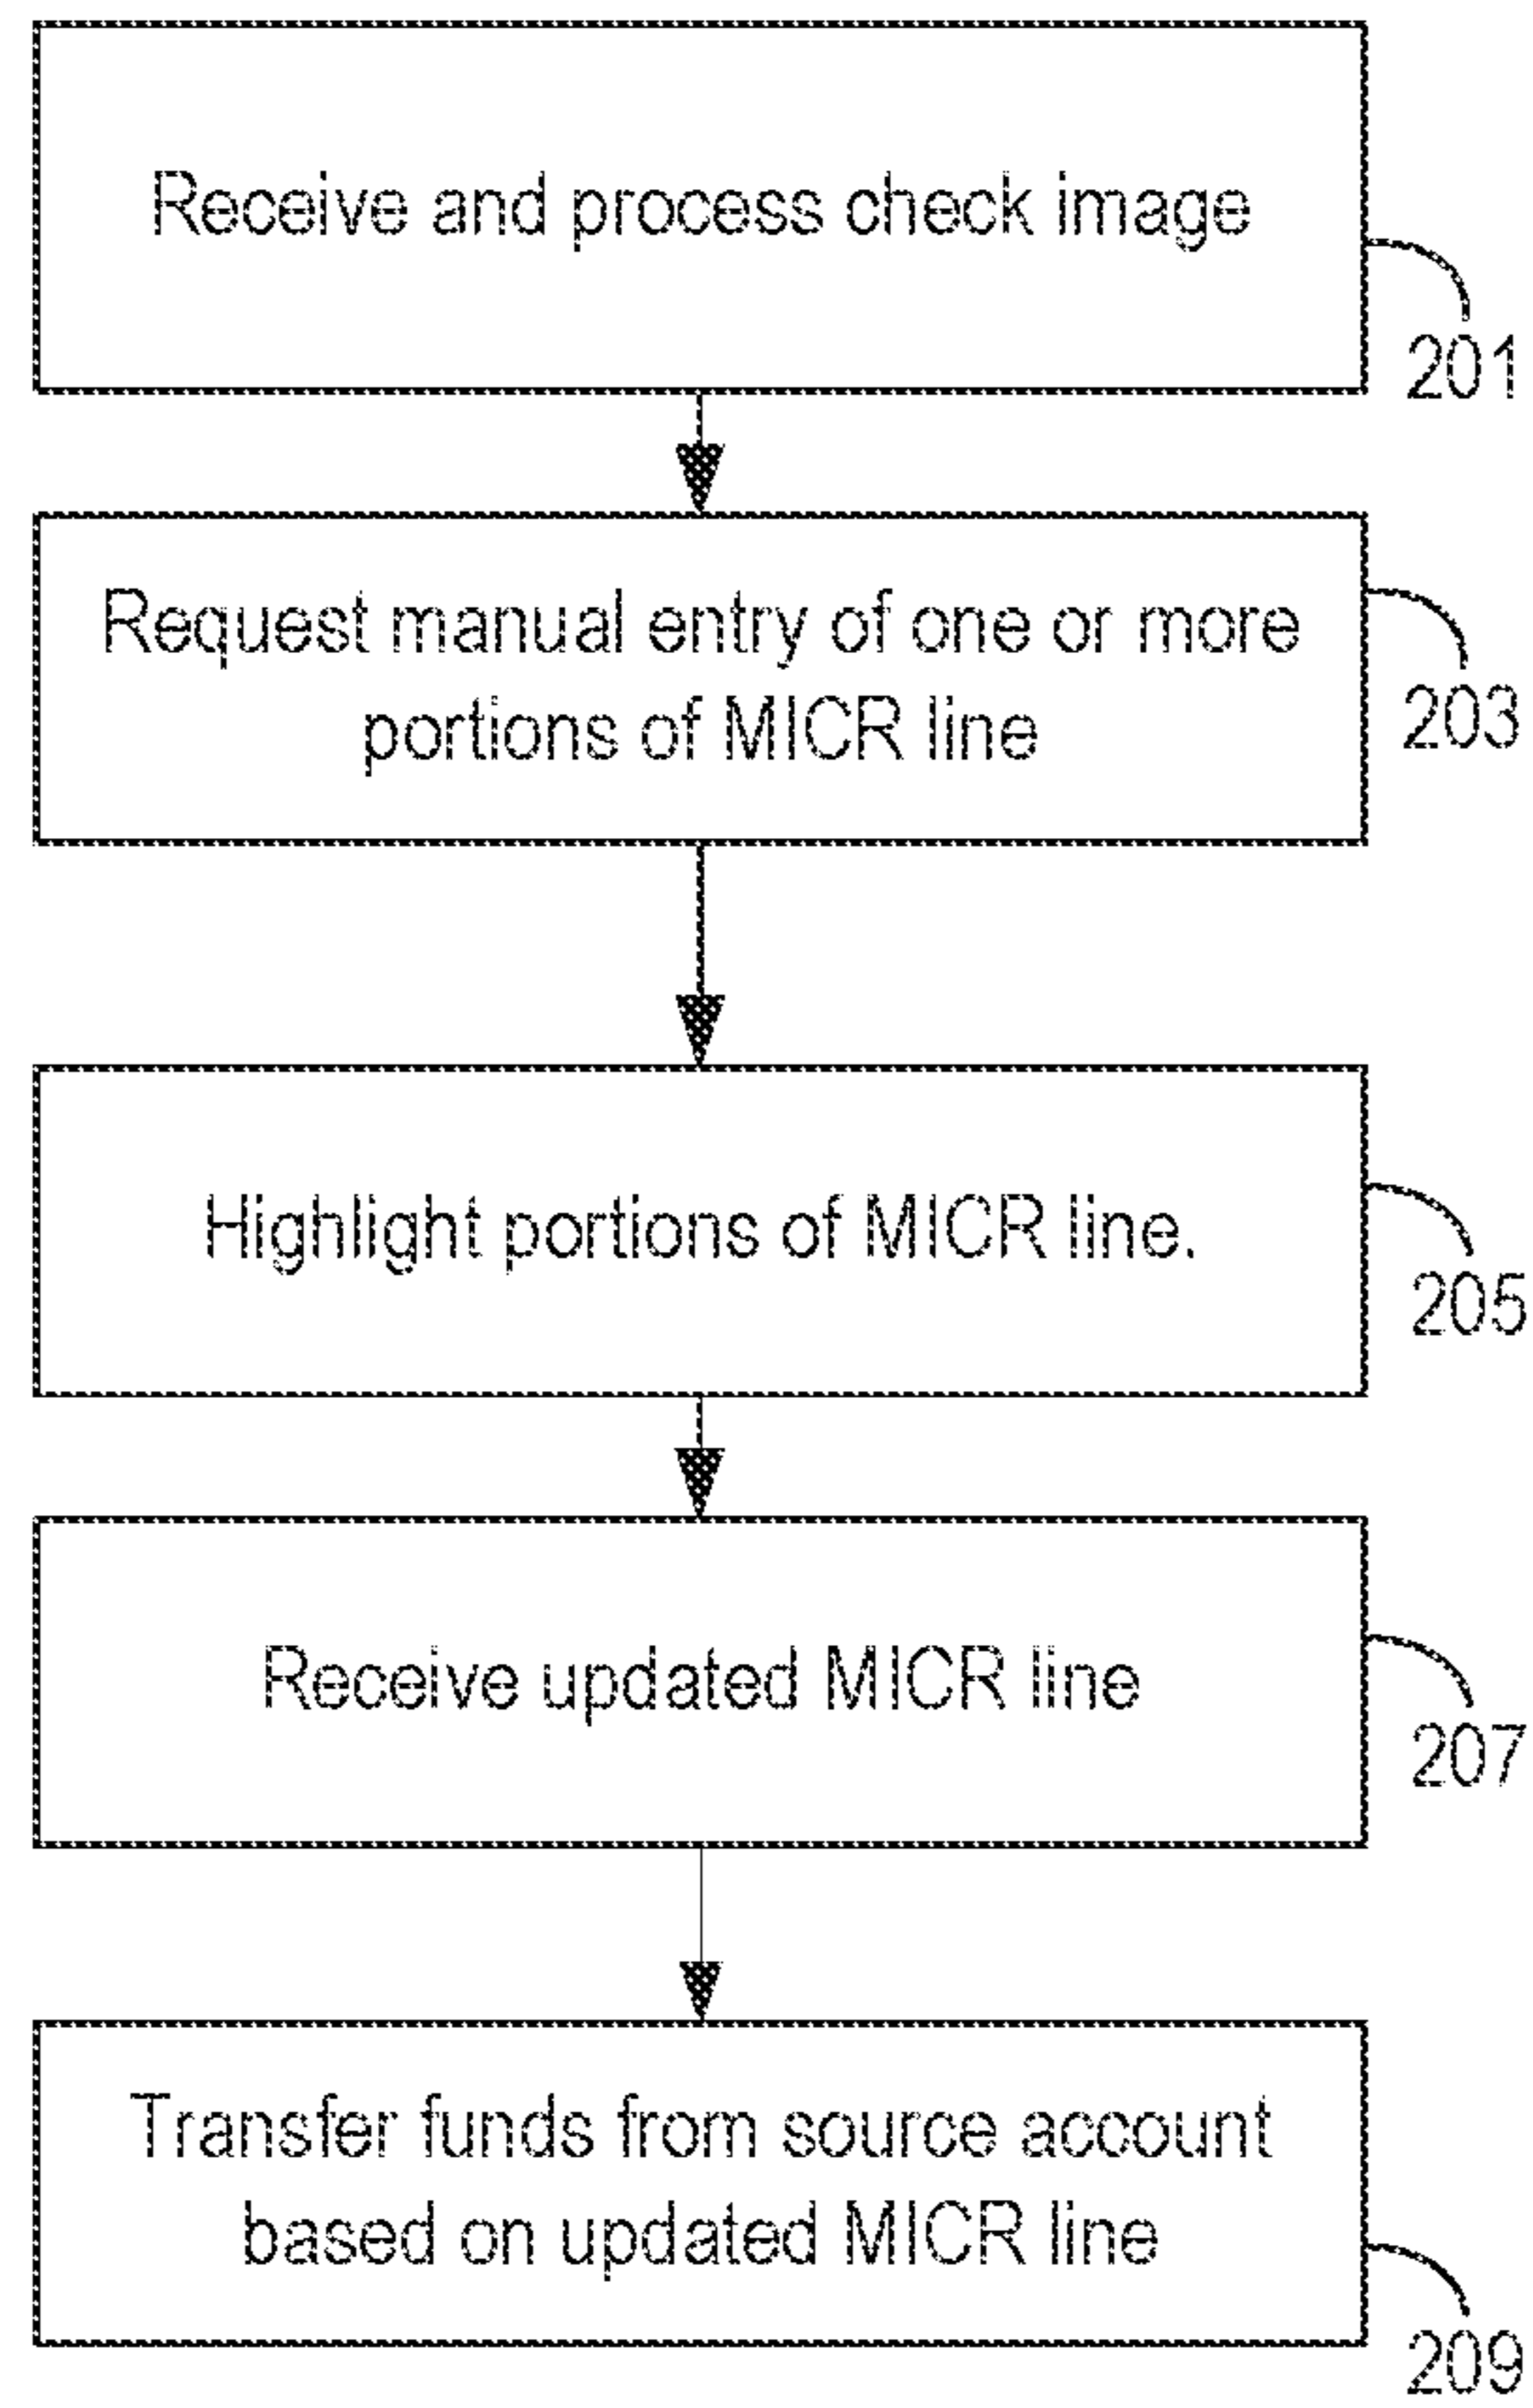 Receive and process check image
201
Request manual entry of one or more
portions of MICR line
203
Highlight portions of MICR line.
205
Receive updated MICR line
207
Transfer funds from source account
based on updated MICR line
209